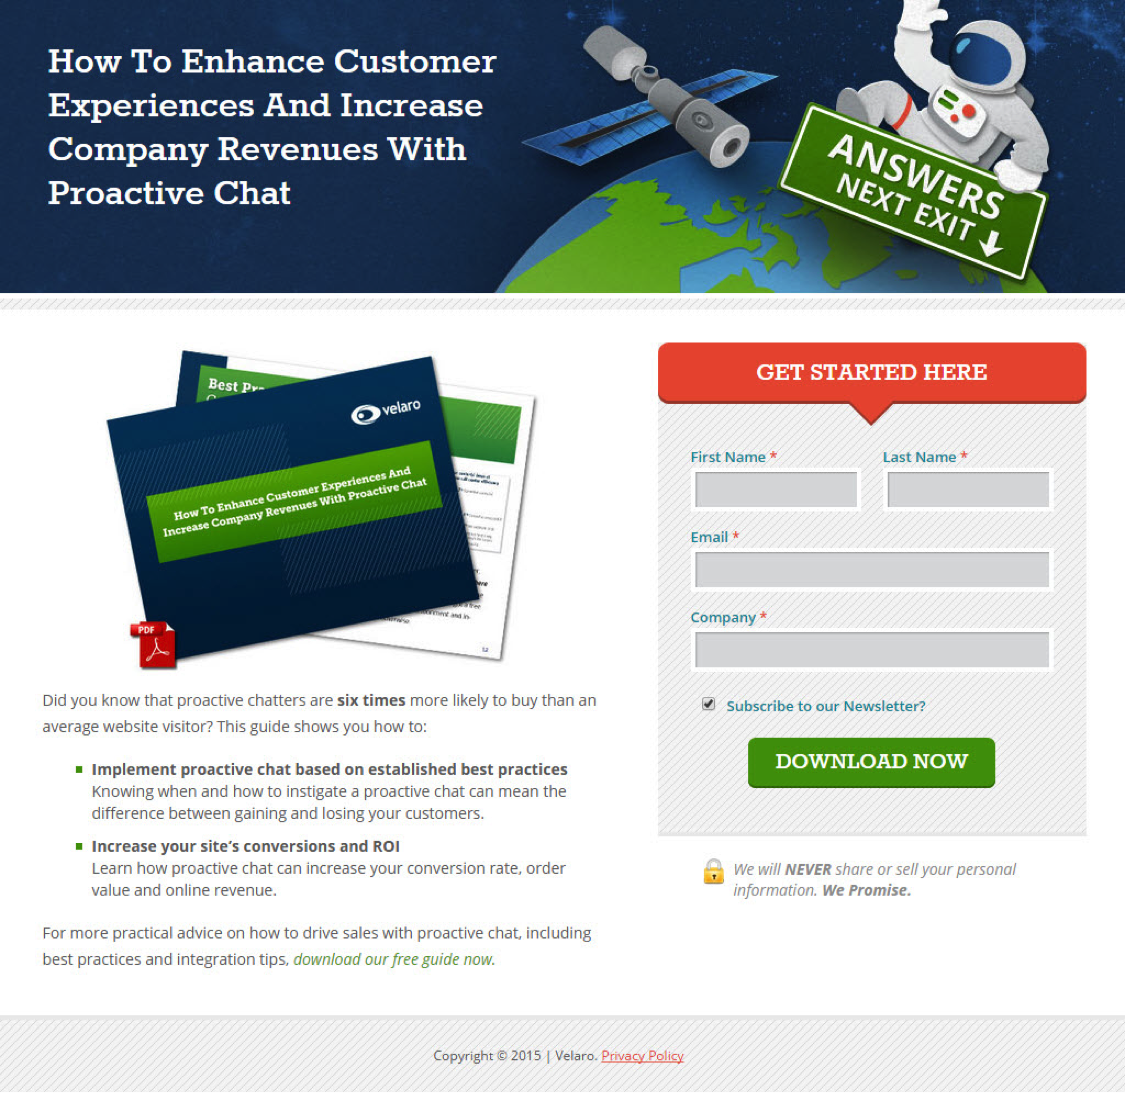 How To Enhance Customer
Experiences And Increase
Company Revenues With
Proactive Chat
ANSWERS
NEXT EXIT
Best Pr
velaro
How To Enhance Customer Experiences And
Increase Company Revenues With Proactive Chat
PDF
12
Did you know that proactive chatters are six times more likely to buy than an
average website visitor? This guide shows you how to:
Implement proactive chat based on established best practices
Knowing when and how to instigate a proactive chat can mean the
difference between gaining and losing your customers.
Increase your site's conversions and ROI
Learn how proactive chat can increase your conversion rate, order
value and online revenue.
For more practical advice on how to drive sales with proactive chat, including
best practices and integration tips, download our free guide now.
GET STARTED HERE
First Name * Last Name *
Email *
Company *
Subscribe to our Newsletter?
DOWNLOAD NOW
We will NEVER share or sell your personal
information. We Promise.
Copyright © 2015 | Velaro. Privacy Policy